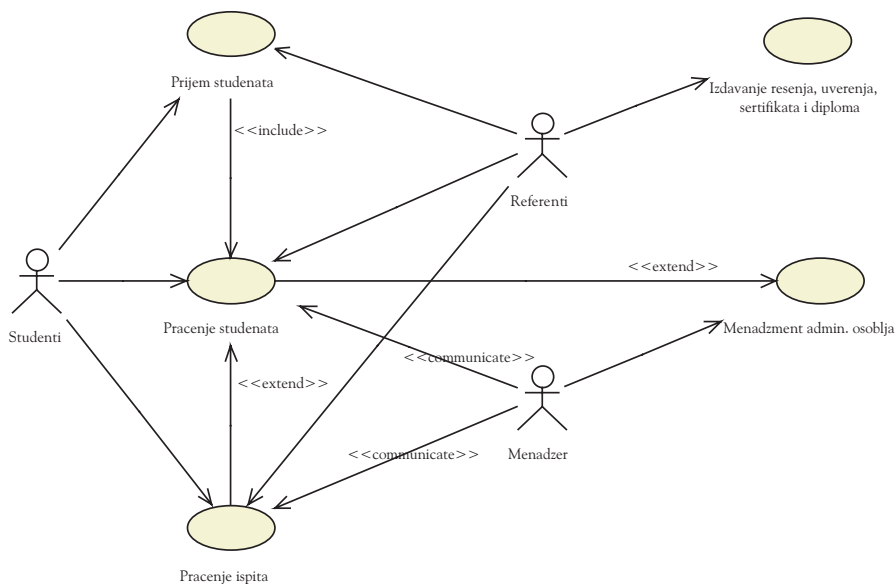 Prijem studenata
Izdavanje resenja, uverenja,
sertifikata i diploma
<<include>>
Referenti
<<extend>>
Studenti
Pracenje studenata
Menadzment admin. osoblja
<<communicate>>
<<extend>>
<<communicate>>
Menadzer
Pracenje ispita